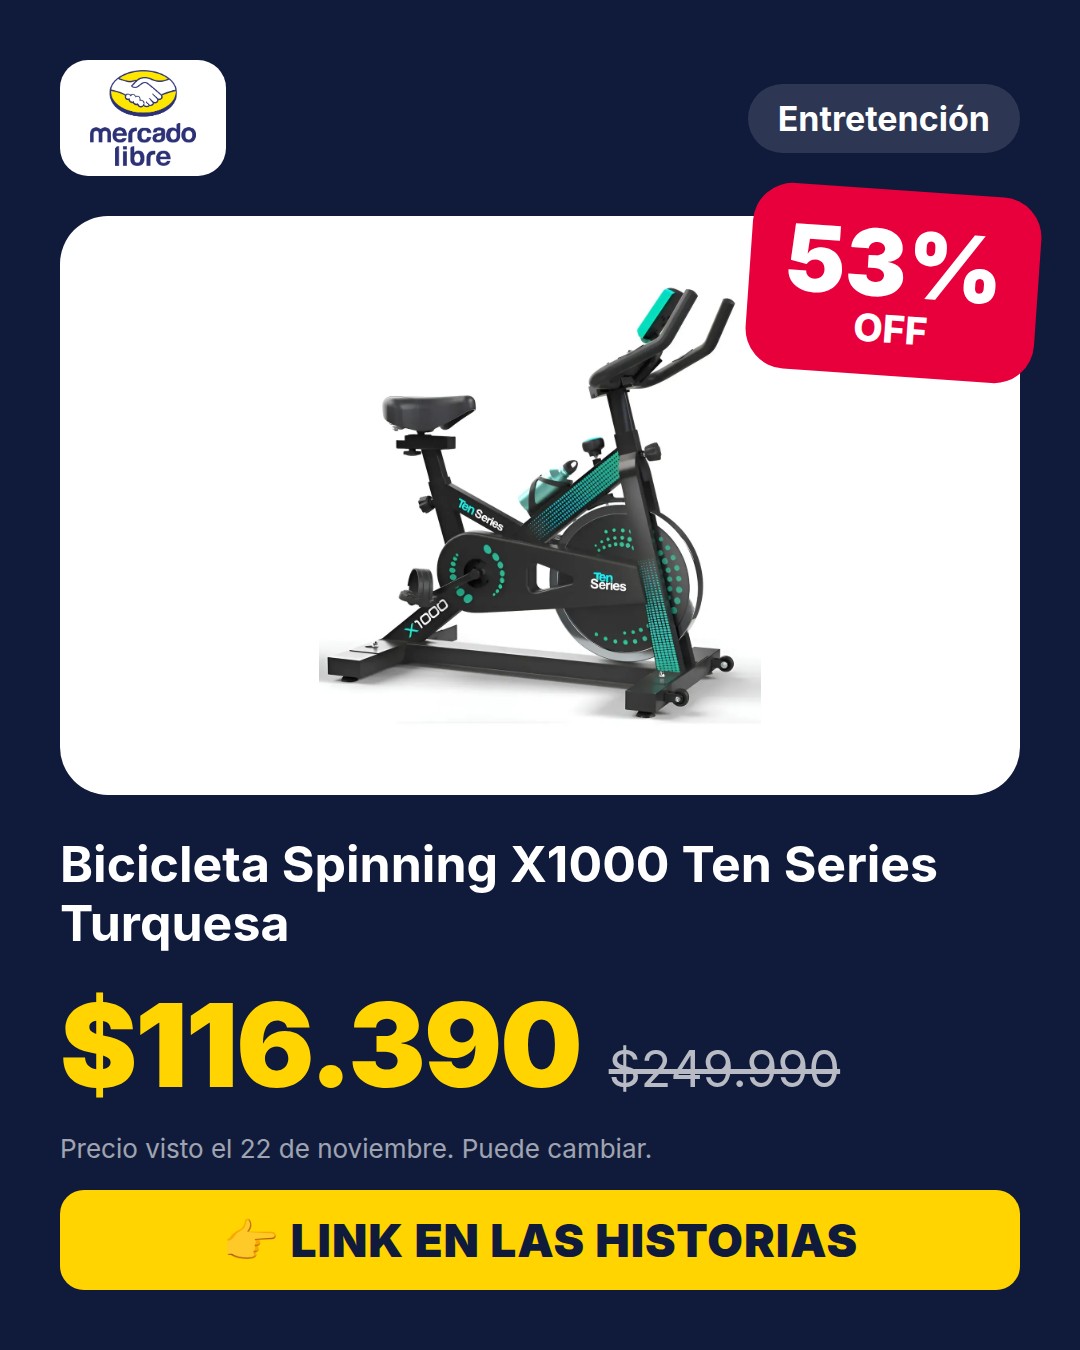 mercado
libre
Entretención
53%
OFF
Ten Series
Ten
Series
X1000
Bicicleta Spinning X1000 Ten Series
Turquesa
$116.390 $249.990
Precio visto el 22 de noviembre. Puede cambiar.
👉 LINK EN LAS HISTORIAS